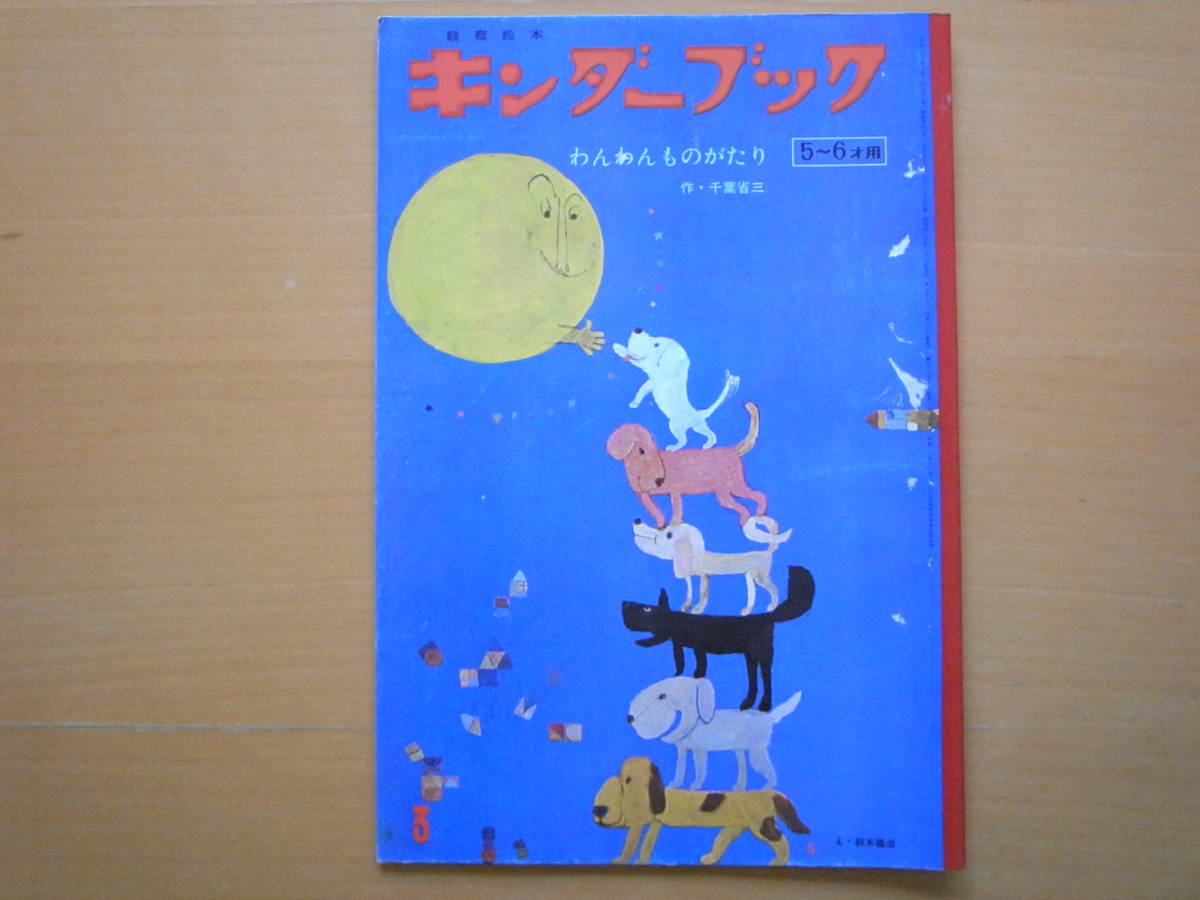 観察絵本
キンダーブック
わんわんものがたり
5〜6才用
作・千葉省三
3